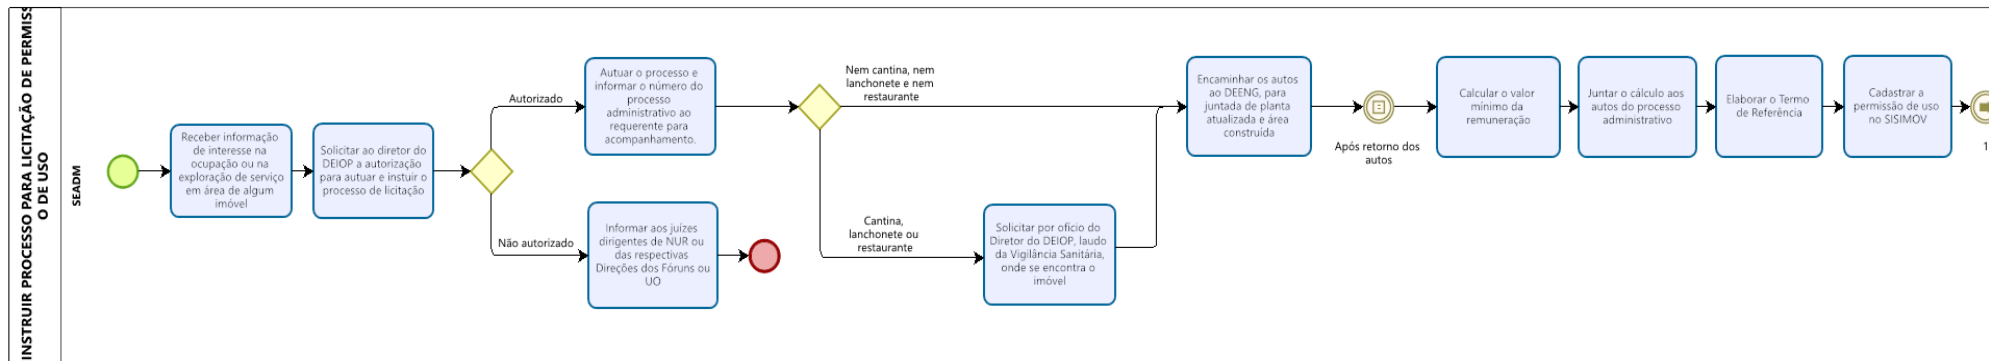 INSTRUIR PROCESSO PARA LICITAÇÃO DE PERMISS
O DE USO
SEADM
Receber informação
de interesse na
ocupação ou na
exploração de serviço
em área de algum
imóvel
Solicitar ao diretor do
DEIOP a autorização
para autuar e instuir o
processo de licitação
Autorizado
Não autorizado
Autuar o processo e
informar o número do
processo
administrativo ao
requerente para
acompanhamento.
Informar aos juízes
dirigentes de NUR ou
das respectivas
Direções dos Fóruns ou
UO
Nem cantina, nem
lanchonete e nem
restaurante
Cantina,
lanchonete ou
restaurante
Solicitar por ofício do
Diretor do DEIOP, laudo
da Vigilância Sanitária,
onde se encontra o
imóvel
Encaminhar os autos
ao DEENG, para
juntada de planta
atualizada e área
construída
Após retorno dos
autos
Calcular o valor
mínimo da
remuneração
Juntar o cálculo aos
autos do processo
administrativo
Elaborar o Termo
de Referência
Cadastrar a
permissão de uso
no SISIMOV
1